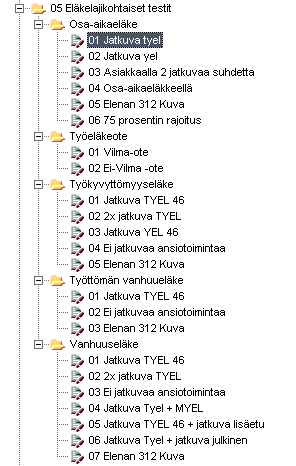 05 Eläkelajikohtaiset testit
Osa-aikaeläke
01 Jatkuva tyel
02 Jatkuva yel
03 Asiakkaalla 2 jatkuvaa suhdetta
04 Osa-aikaeläkkeellä
05 Elenan 312 Kuva
06 75 prosentin rajoitus
Työeläkeote
01 Vilma-ote
02 Ei-Vilma -ote
Työkyvyttömyyseläke
01 Jatkuva TYEL 46
02 2x jatkuva TYEL
03 Jatkuva YEL 46
04 Ei jatkuvaa ansiotoimintaa
05 Elenan 312 Kuva
Työttömän vanhuueläke
01 Jatkuva TYEL 46
02 Ei jatkuvaa ansiotoimintaa
03 Elenan 312 Kuva
Vanhuuseläke
01 Jatkuva TYEL 46
02 2x jatkuva TYEL
03 Ei jatkuvaa ansiotoimintaa
04 Jatkuva Tyel + MYEL
05 Jatkuva TYEL 46 + jatkuva lisäetu
06 Jatkuva Tyel + jatkuva julkinen
07 Elenan 312 Kuva